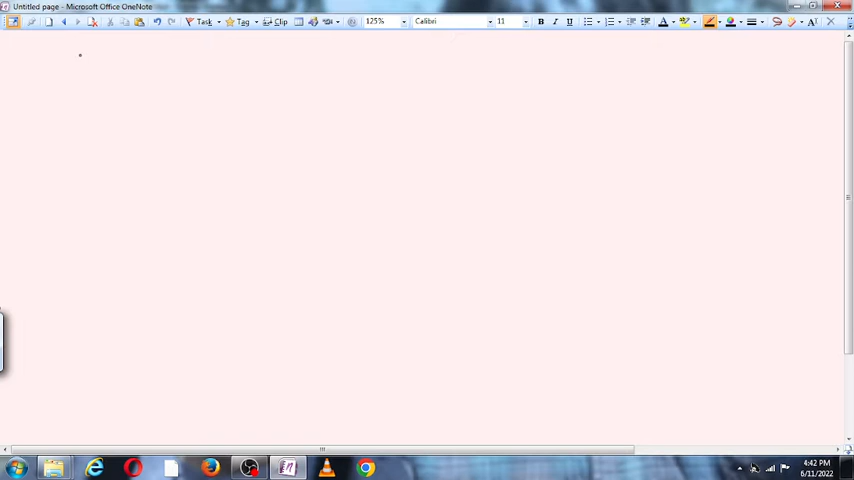 Untitled page - Microsoft Office OneNote
Task Tag Clip 125% Calibri 11 B I U
4:42 PM
6/11/2022